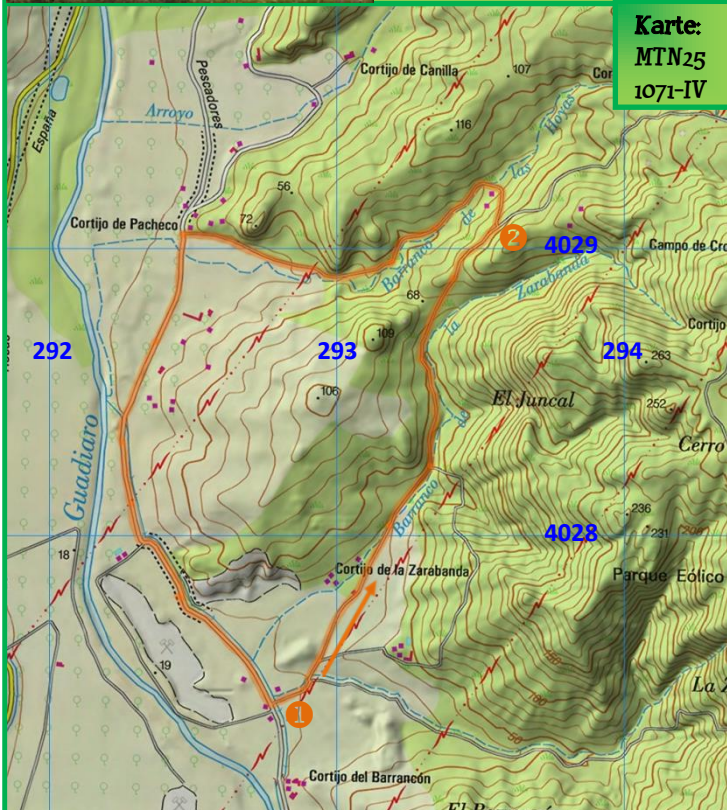 Karte:
MTN25
1071-IV
Cortijo de Canilla
107
España
Pescadores
Arroyo
116
Hoyas
las
de
Barranco
56
72
Cortijo de Pacheco
2
4029
Campo de
Zarabanda
la
68
Cortijo
109
292
293
294
263
106
El Juncal
252
Cerro
Guadiaro
de
Barranco
236
231
4028
18
Cortijo de la Zarabanda
Parque Eólico
19
100
50
La
1
Cortijo del Barrancón